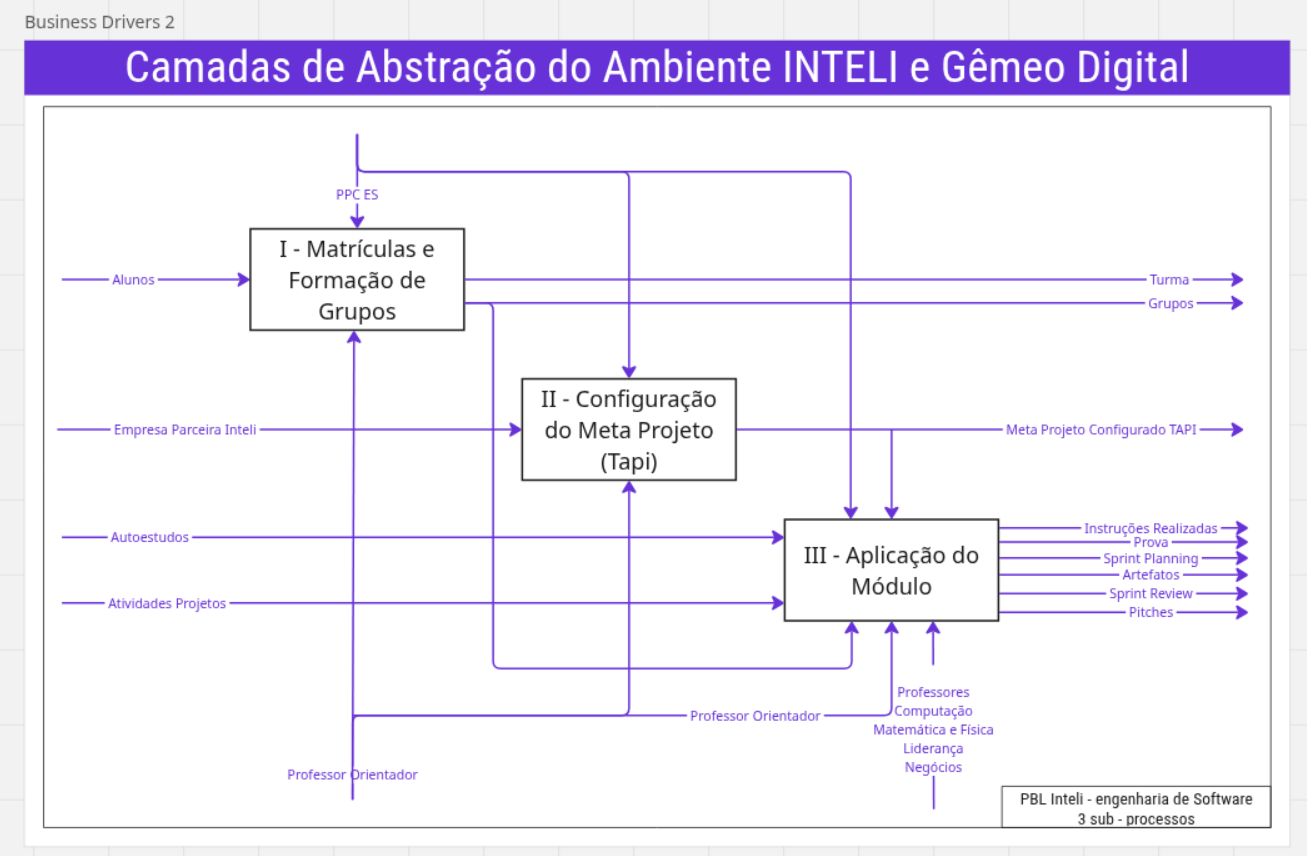 Business Drivers 2
Camadas de Abstração do Ambiente INTELI e Gêmeo Digital
PPC ES
I - Matrículas e
Formação de
Grupos
Alunos
Turma
Grupos
II - Configuração
do Meta Projeto
(Tapi)
Empresa Parceira Inteli
Meta Projeto Configurado TAPI
Autoestudos
Atividades Projetos
III - Aplicação do
Módulo
Instruções Realizadas
Prova
Sprint Planning
Artefatos
Sprint Review
Pitches
Professor Orientador
Professores
Computação
Matemática e Física
Liderança
Negócios
Professor Orientador
PBL Inteli - engenharia de Software
3 sub - processos